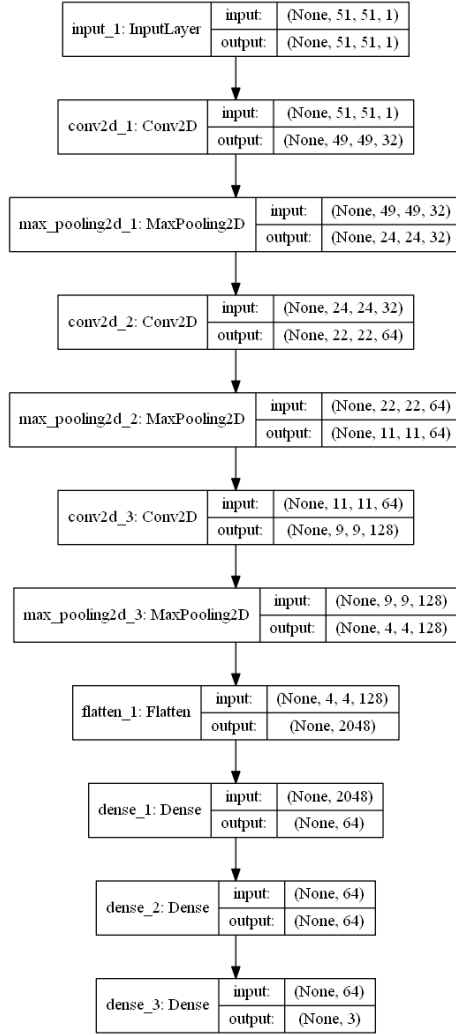 input_1: InputLayer
input: (None, 51, 51, 1)
output: (None, 51, 51, 1)
conv2d_1: Conv2D
input: (None, 51, 51, 1)
output: (None, 49, 49, 32)
max_pooling2d_1: MaxPooling2D
input: (None, 49, 49, 32)
output: (None, 24, 24, 32)
conv2d_2: Conv2D
input: (None, 24, 24, 32)
output: (None, 22, 22, 64)
max_pooling2d_2: MaxPooling2D
input: (None, 22, 22, 64)
output: (None, 11, 11, 64)
conv2d_3: Conv2D
input: (None, 11, 11, 64)
output: (None, 9, 9, 128)
max_pooling2d_3: MaxPooling2D
input: (None, 9, 9, 128)
output: (None, 4, 4, 128)
flatten_1: Flatten
input: (None, 4, 4, 128)
output: (None, 2048)
dense_1: Dense
input: (None, 2048)
output: (None, 64)
dense_2: Dense
input: (None, 64)
output: (None, 64)
dense_3: Dense
input: (None, 64)
output: (None, 3)